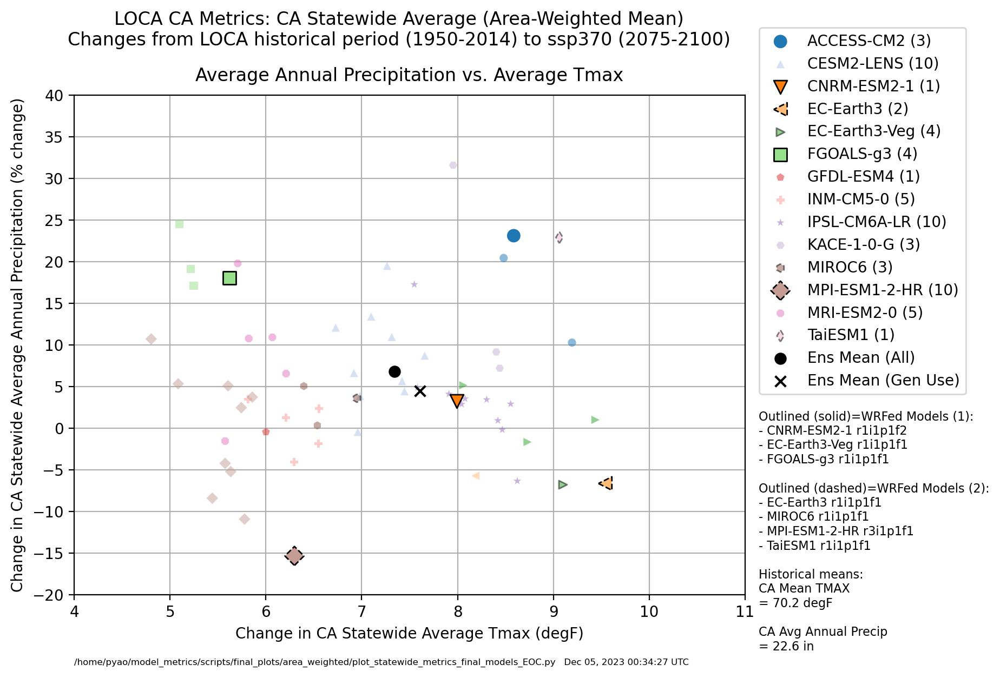 LOCA CA Metrics: CA Statewide Average (Area-Weighted Mean)
Changes from LOCA historical period (1950-2014) to ssp370 (2075-2100)
Average Annual Precipitation vs. Average Tmax
Change in CA Statewide Average Annual Precipitation (% change)
40
35
30
25
20
15
10
5
0
−5
−10
−15
−20
4
5
6
7
8
9
10
11
Change in CA Statewide Average Tmax (degF)
ACCESS-CM2 (3)
CESM2-LENS (10)
CNRM-ESM2-1 (1)
EC-Earth3 (2)
EC-Earth3-Veg (4)
FGOALS-g3 (4)
GFDL-ESM4 (1)
INM-CM5-0 (5)
IPSL-CM6A-LR (10)
KACE-1-0-G (3)
MIROC6 (3)
MPI-ESM1-2-HR (10)
MRI-ESM2-0 (5)
TaiESM1 (1)
Ens Mean (All)
Ens Mean (Gen Use)
Outlined (solid)=WRFed Models (1):
- CNRM-ESM2-1 r1i1p1f2
- EC-Earth3-Veg r1i1p1f1
- FGOALS-g3 r1i1p1f1
Outlined (dashed)=WRFed Models (2):
- EC-Earth3 r1i1p1f1
- MIROC6 r1i1p1f1
- MPI-ESM1-2-HR r3i1p1f1
- TaiESM1 r1i1p1f1
Historical means:
CA Mean TMAX
= 70.2 degF
CA Avg Annual Precip
= 22.6 in
/home/pyao/model_metrics/scripts/final_plots/area_weighted/plot_statewide_metrics_final_models_EOC.py   Dec 05, 2023 00:34:27 UTC